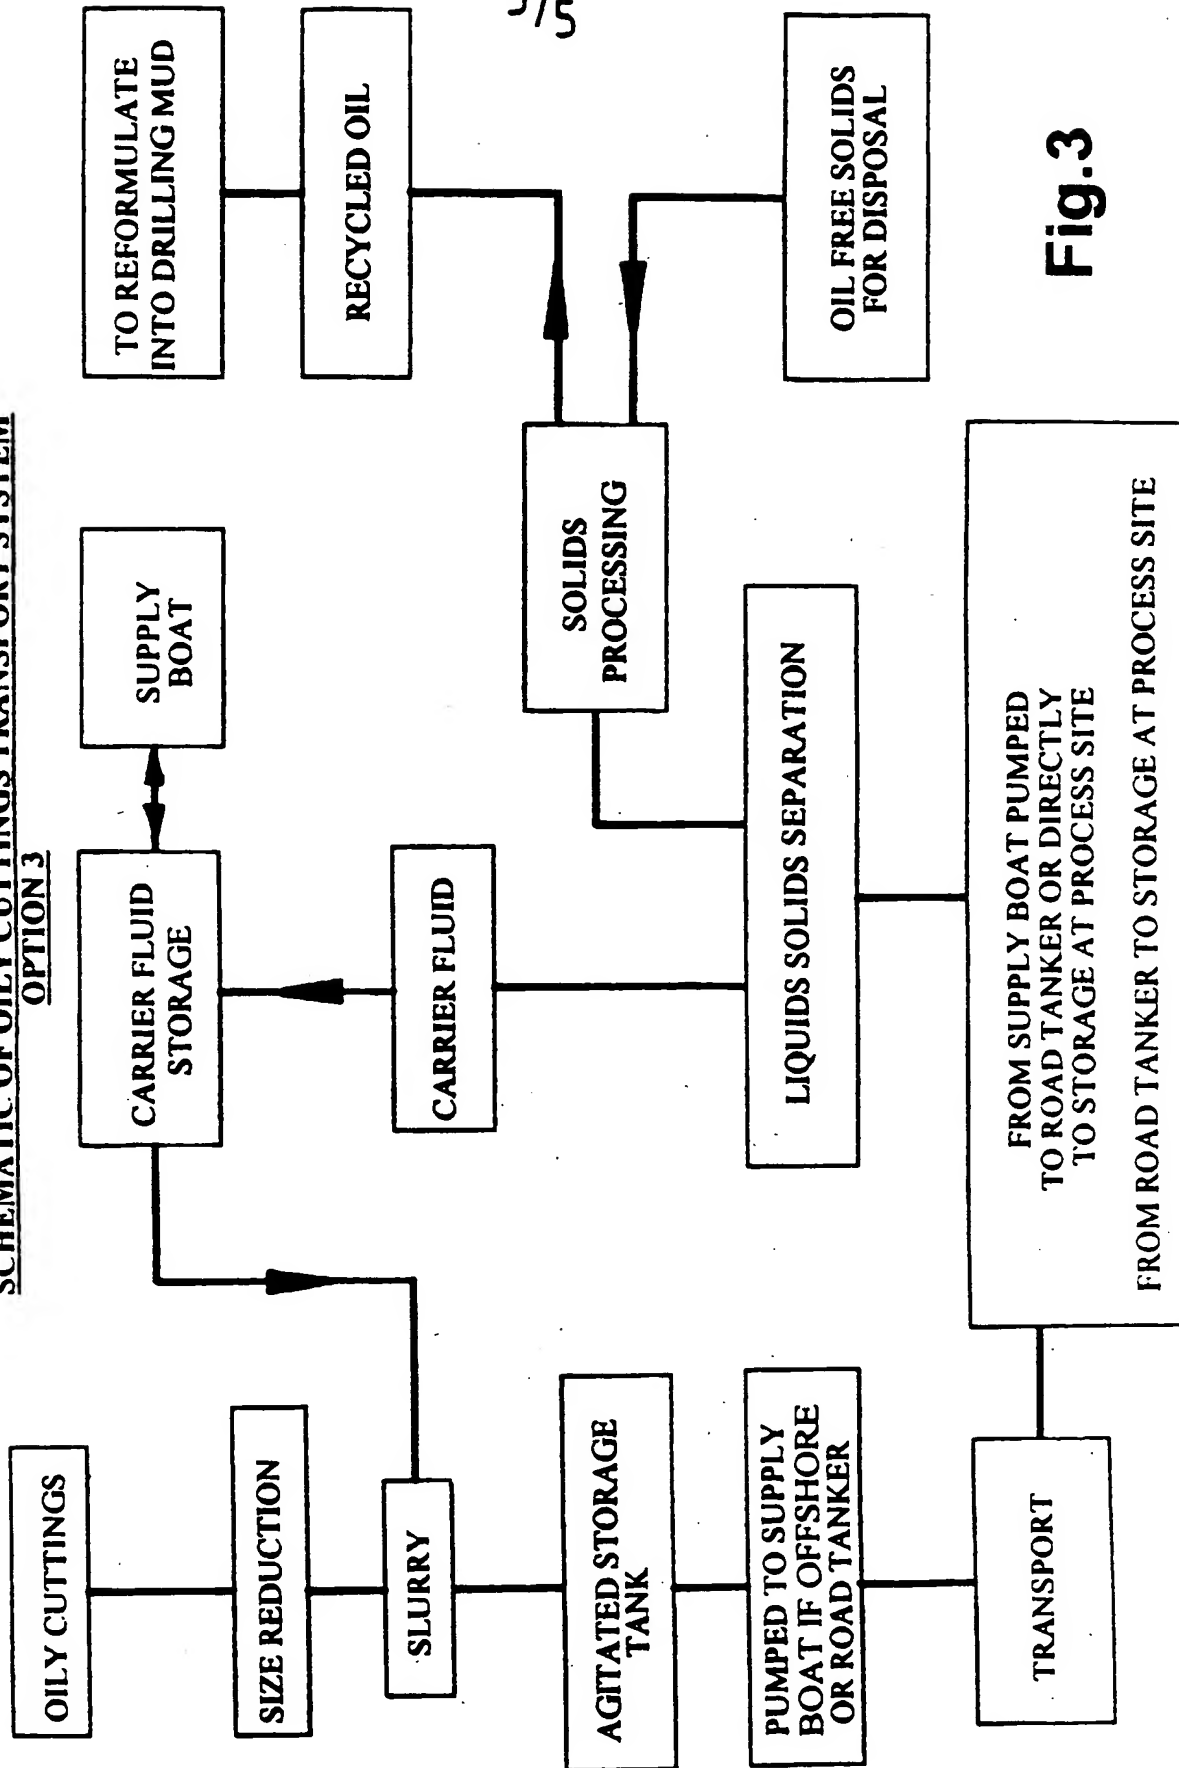 3/5
SCHEMATIC OF OILY CUTTINGS TRANSPORT SYSTEM
OPTION 3
OILY CUTTINGS
SIZE REDUCTION
SLURRY
AGITATED STORAGE
TANK
PUMPED TO SUPPLY
BOAT IF OFFSHORE
OR ROAD TANKER
TRANSPORT
CARRIER FLUID
STORAGE
CARRIER FLUID
LIQUIDS SOLIDS SEPARATION
FROM SUPPLY BOAT PUMPED
TO ROAD TANKER OR DIRECTLY
TO STORAGE AT PROCESS SITE
FROM ROAD TANKER TO STORAGE AT PROCESS SITE
SUPPLY
BOAT
SOLIDS
PROCESSING
TO REFORMULATE
INTO DRILLING MUD
RECYCLED OIL
OIL FREE SOLIDS
FOR DISPOSAL
Fig.3